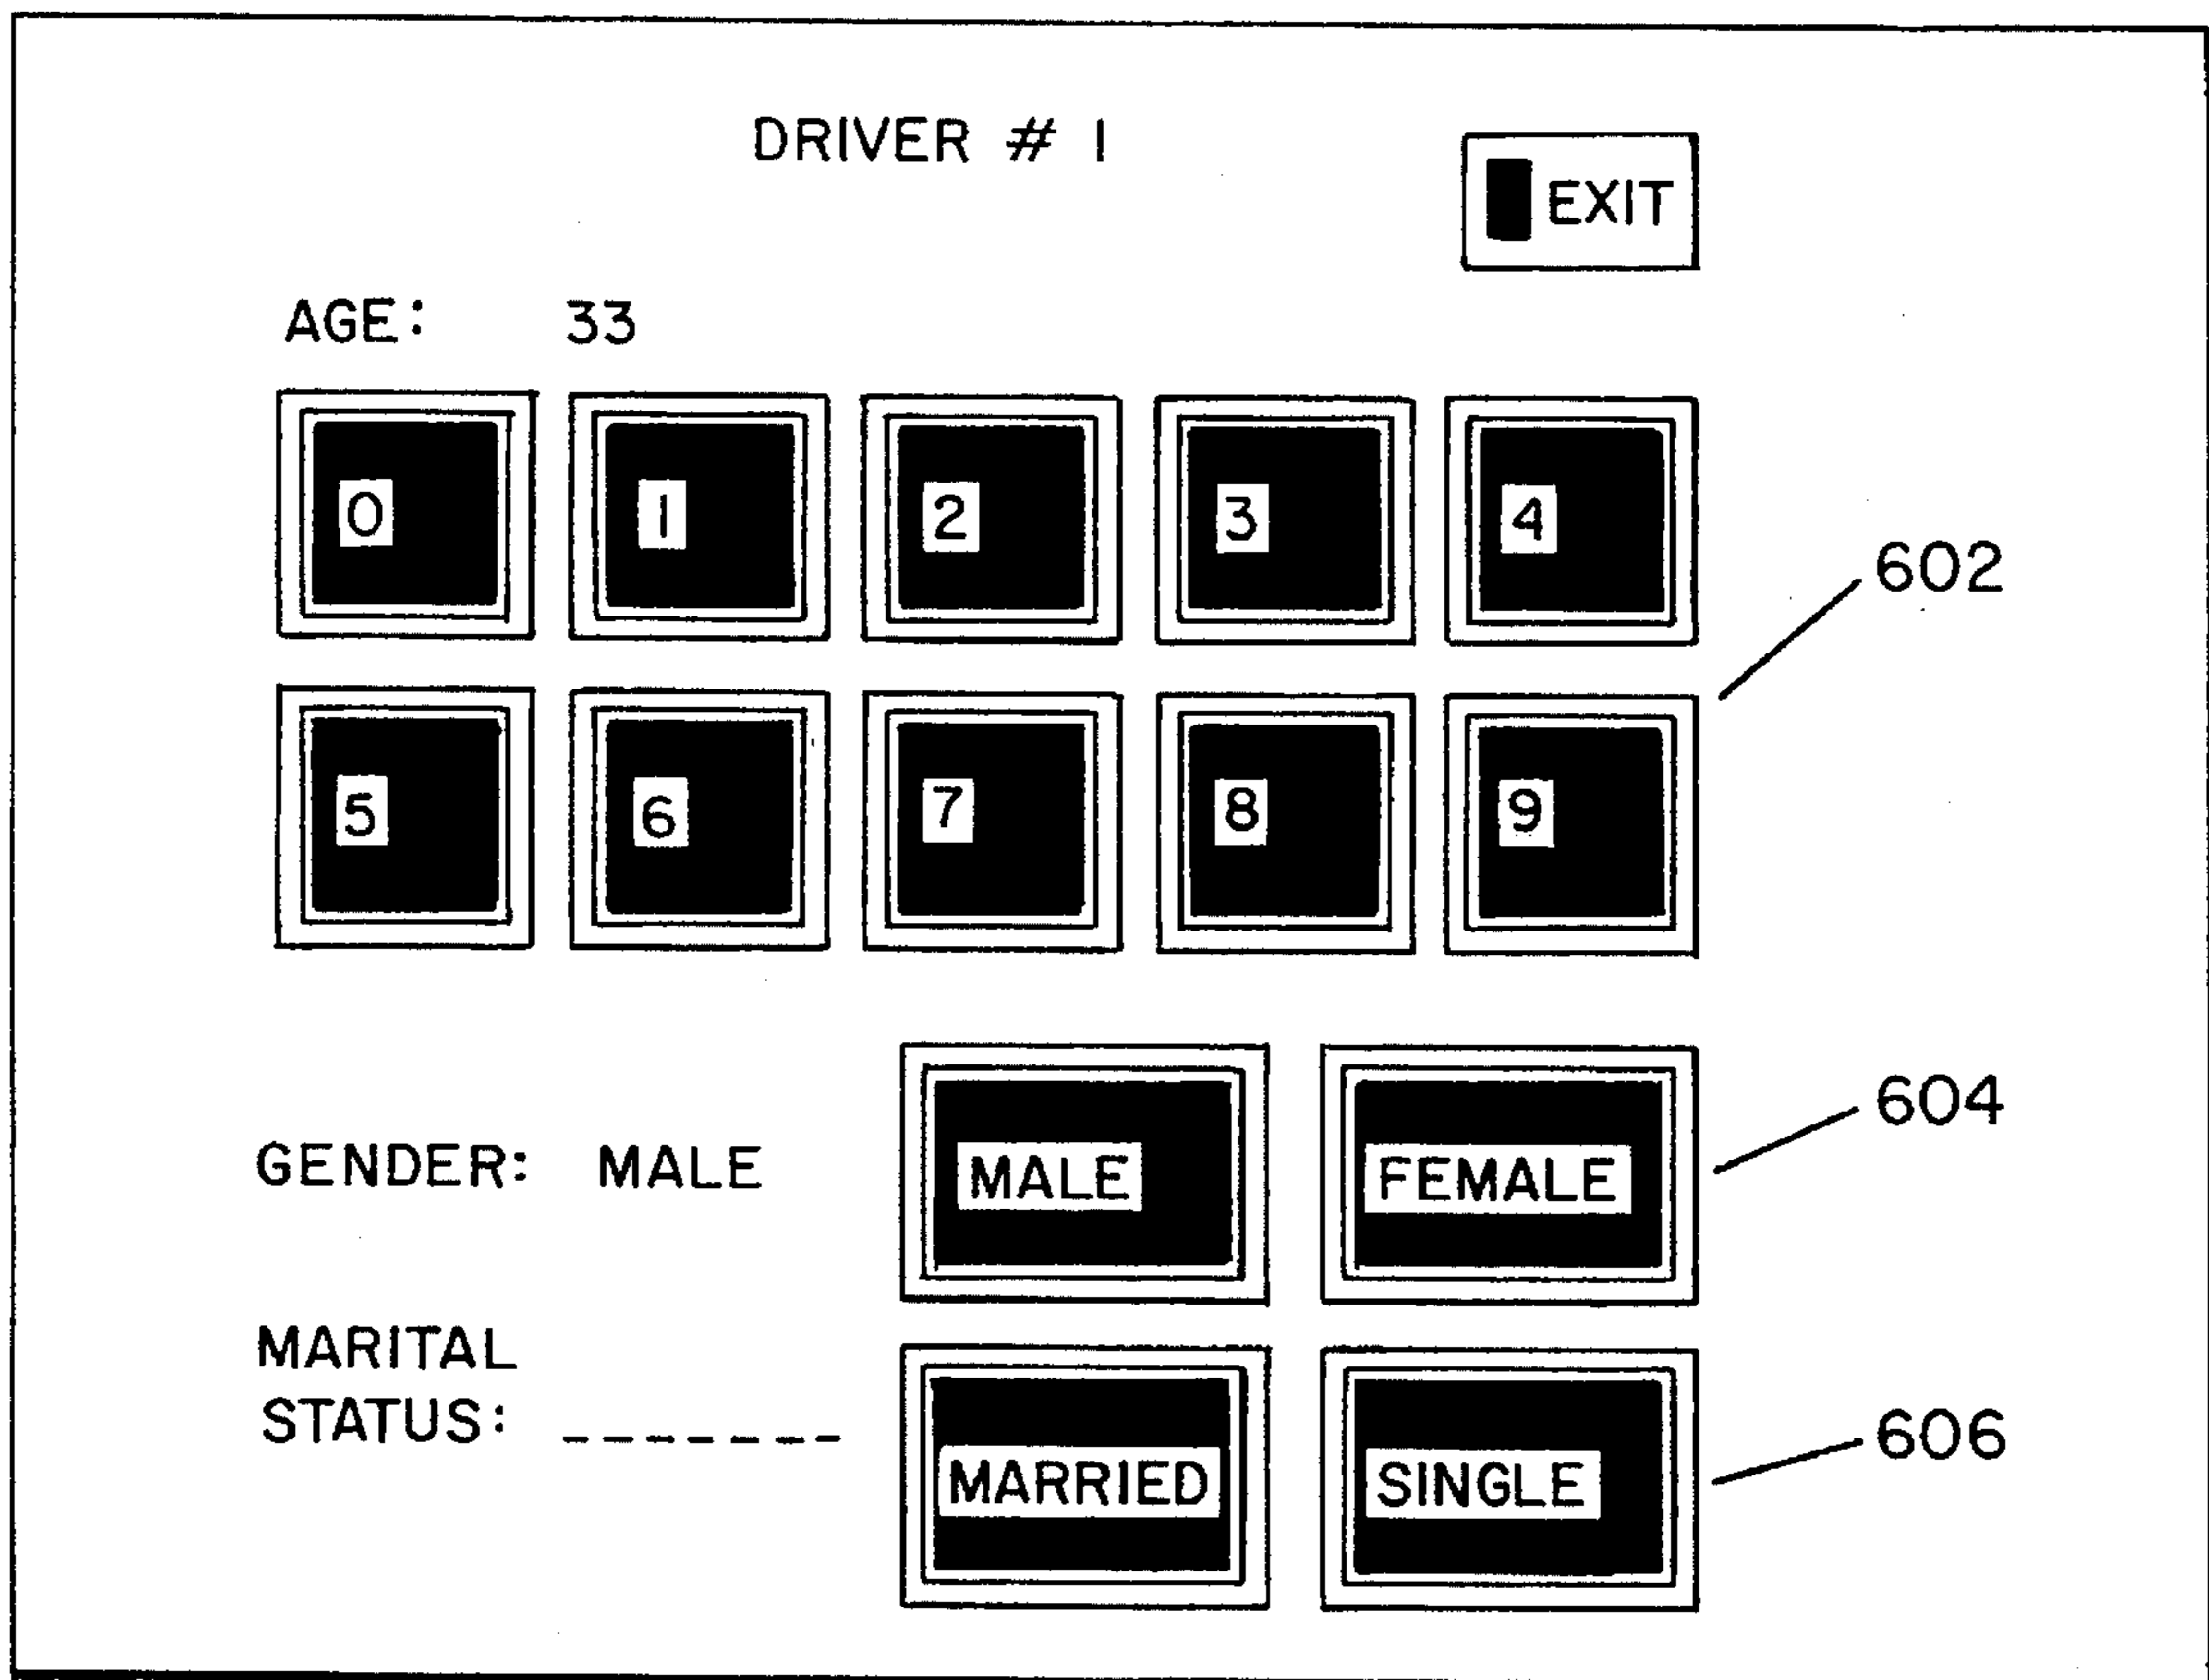 DRIVER # 1
EXIT
AGE: 33
0 1 2 3 4
602
5 6 7 8 9
GENDER: MALE MALE FEMALE
604
MARITAL
STATUS: _ _ _ _ _ _ _ MARRIED SINGLE
606